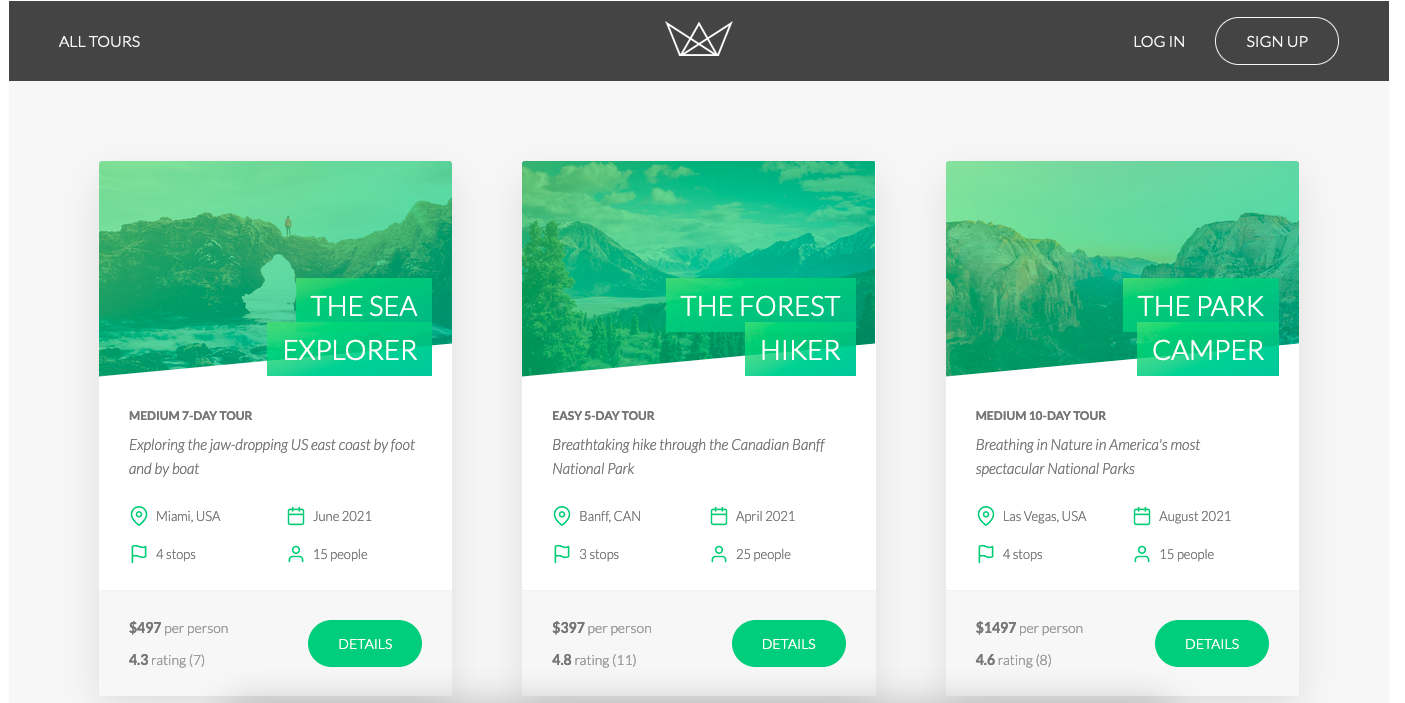 ALL TOURS
LOG IN
SIGN UP
THE SEA
EXPLORER
MEDIUM 7-DAY TOUR
Exploring the jaw-dropping US east coast by foot
and by boat
Miami, USA
June 2021
4 stops
15 people
$497 per person
4.3 rating (7)
DETAILS
THE FOREST
HIKER
EASY 5-DAY TOUR
Breathtaking hike through the Canadian Banff
National Park
Banff, CAN
April 2021
3 stops
25 people
$397 per person
4.8 rating (11)
DETAILS
THE PARK
CAMPER
MEDIUM 10-DAY TOUR
Breathing in Nature in America's most
spectacular National Parks
Las Vegas, USA
August 2021
4 stops
15 people
$1497 per person
4.6 rating (8)
DETAILS